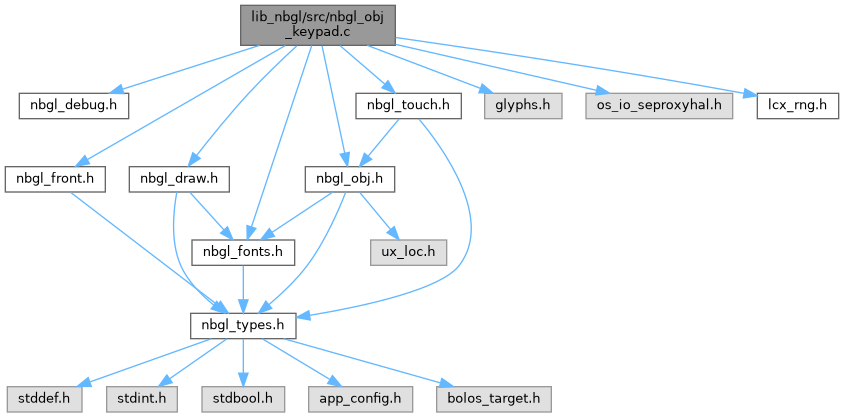 lib_nbgl/src/nbgl_obj
_keypad.c
nbgl_debug.h
nbgl_touch.h
glyphs.h
os_io_seproxyhal.h
lcx_rng.h
nbgl_front.h
nbgl_draw.h
nbgl_obj.h
nbgl_fonts.h
ux_loc.h
nbgl_types.h
stddef.h
stdint.h
stdbool.h
app_config.h
bolos_target.h